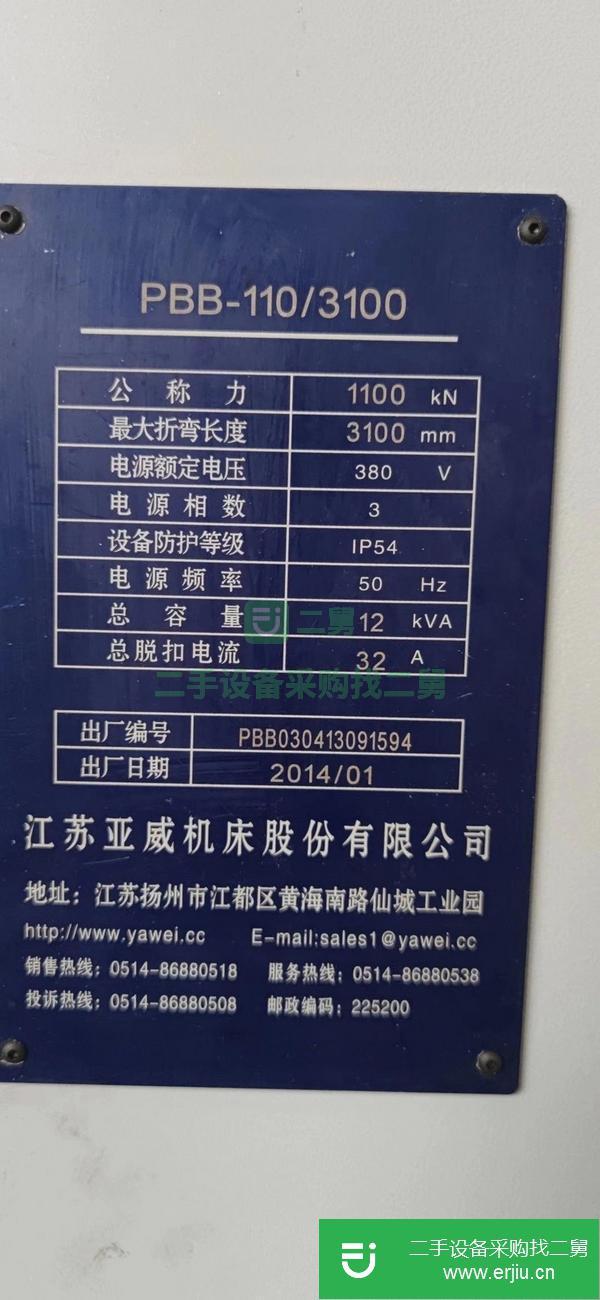 PBB-110/3100
公称力 1100 kN
最大折弯长度 3100 mm
电源额定电压 380 V
电源相数 3
设备防护等级 IP54
电源频率 50 Hz
总容量 12 kVA
总脱扣电流 32 A
二舅
二手设备采购找二舅
出厂编号 PBB030413091594
出厂日期 2014/01
江苏亚威机床股份有限公司
地址：江苏扬州市江都区黄海南路仙城工业园
http://www.yawei.cc E-mail:sales1@yawei.cc
销售热线：0514-86880518 服务热线：0514-86880538
投诉热线：0514-86880508 邮政编码：225200
二手设备采购找二舅
www.erjiu.cn